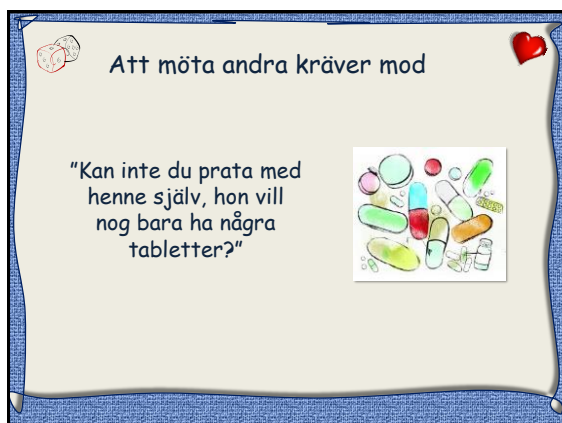 Att möta andra kräver mod
”Kan inte du prata med
henne själv, hon vill
nog bara ha några
tabletter?”